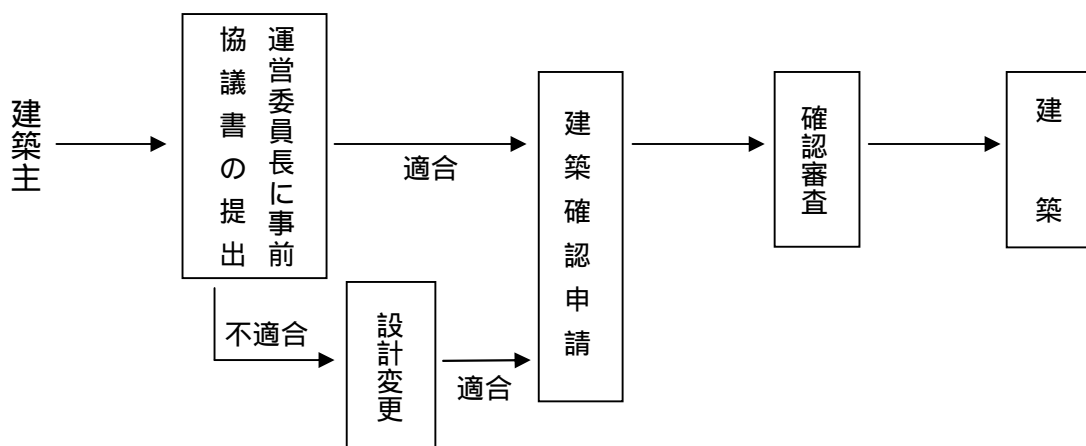 建築主
運営委員長に事前
協議書の提出
適合
不適合
設計変更
適合
建築確認申請
確認審査
建築